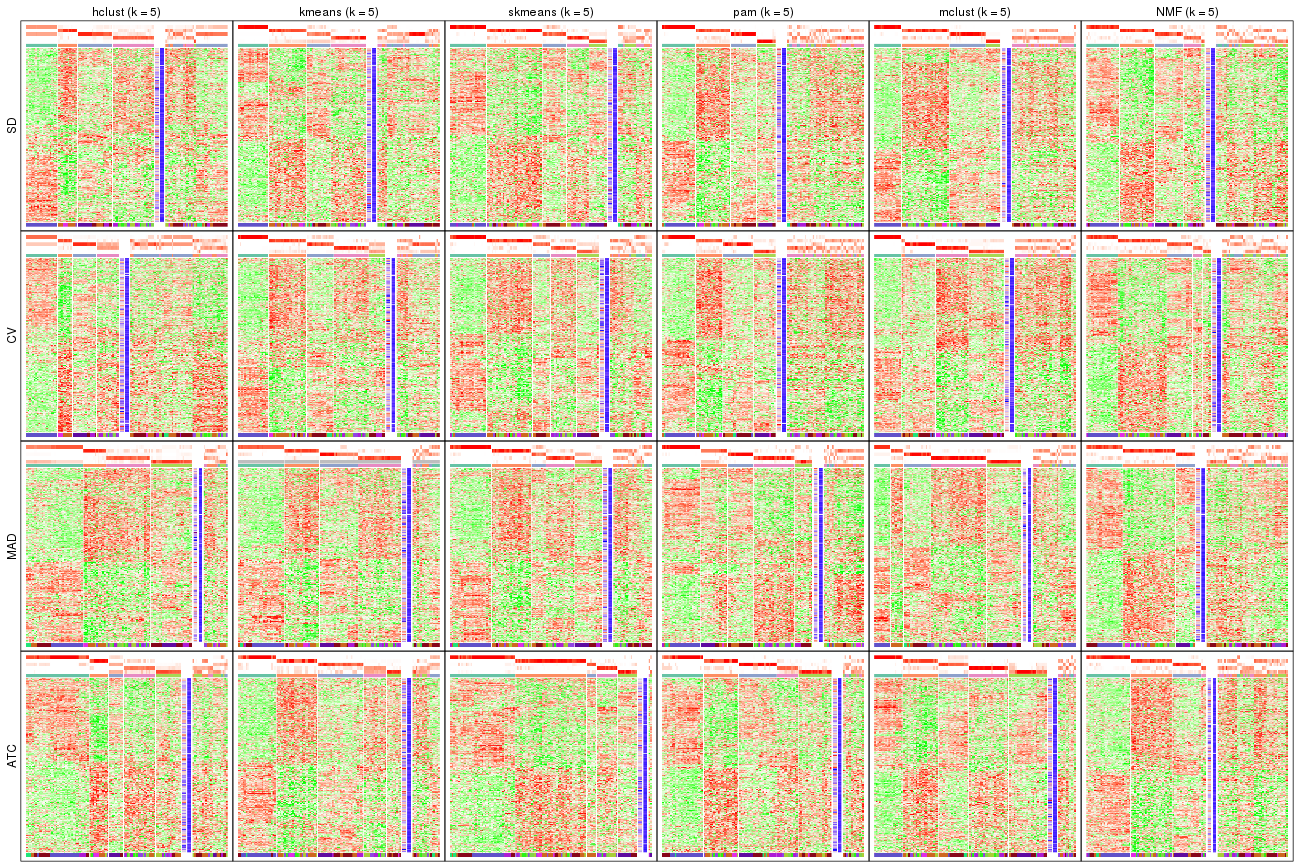 hclust (k = 5)
kmeans (k = 5)
skmeans (k = 5)
pam (k = 5)
mclust (k = 5)
NMF (k = 5)
SD
CV
MAD
ATC